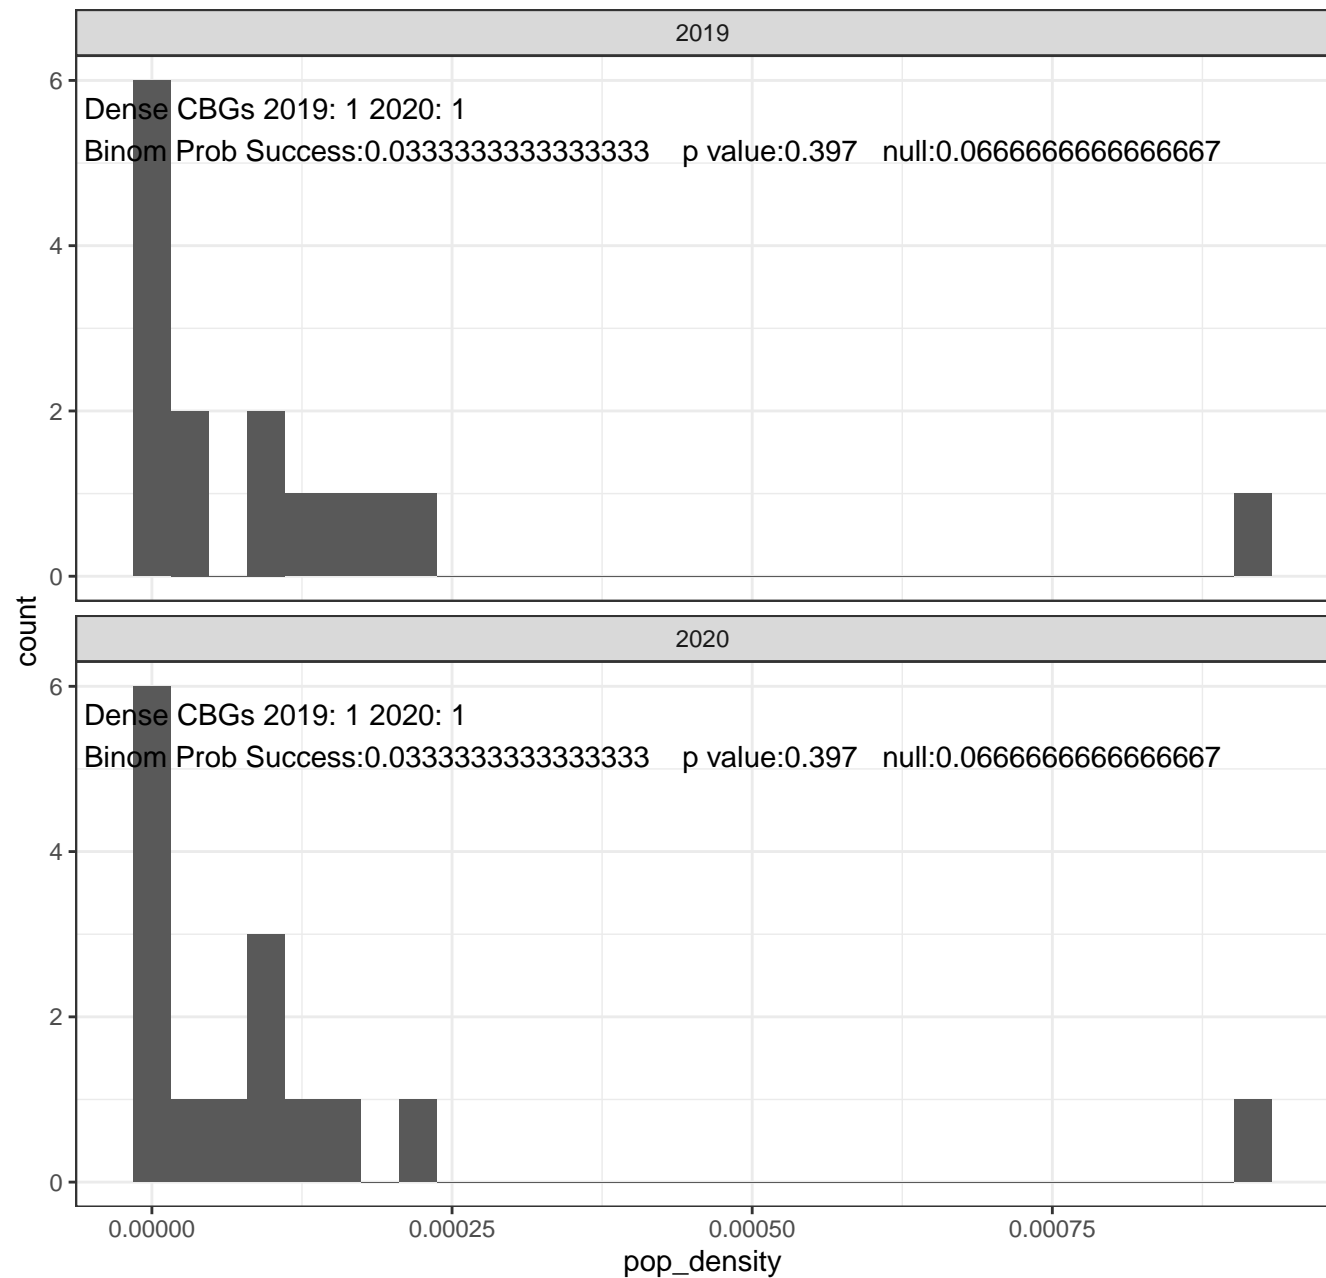 2019
6
Dense CBGs 2019: 1 2020: 1
Binom Prob Success:0.0333333333333333 p value:0.397 null:0.0666666666666667
4
2
0
count
2020
6
Dense CBGs 2019: 1 2020: 1
Binom Prob Success:0.0333333333333333 p value:0.397 null:0.0666666666666667
4
2
0
0.00000 0.00025 0.00050 0.00075
pop_density